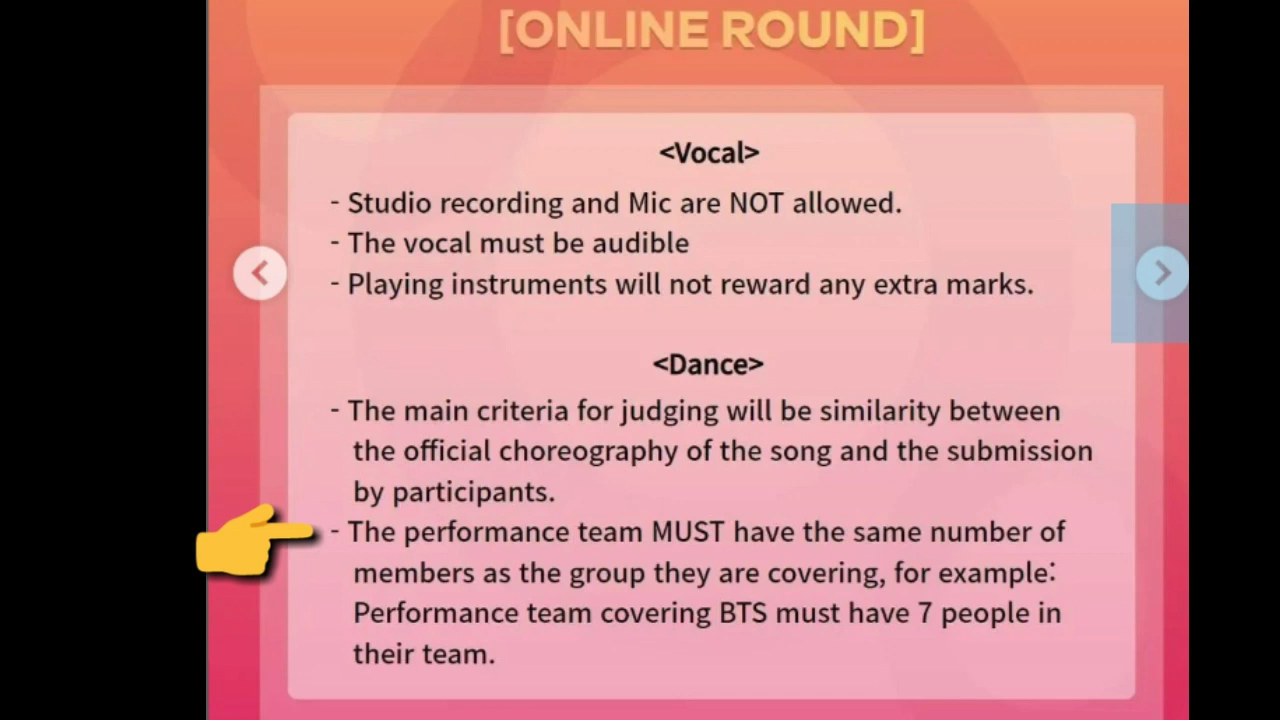 [ONLINE ROUND]
<Vocal>
- Studio recording and Mic are NOT allowed.
- The vocal must be audible
- Playing instruments will not reward any extra marks.
<Dance>
- The main criteria for judging will be similarity between
the official choreography of the song and the submission
by participants.
- The performance team MUST have the same number of
members as the group they are covering, for example:
Performance team covering BTS must have 7 people in
their team.